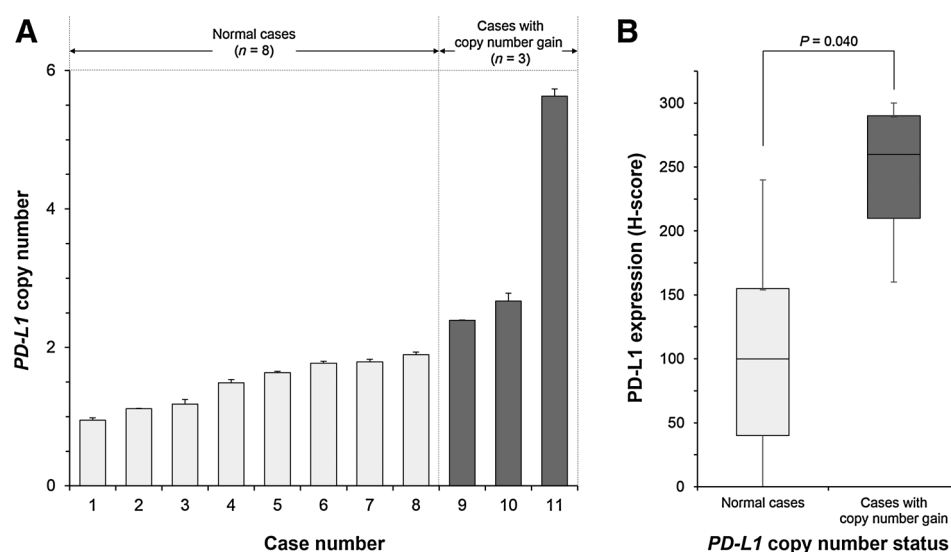 A
Normal cases
(n = 8)
Cases with
copy number gain
(n = 3)
PD-L1 copy number
6
4
2
0
1 2 3 4 5 6 7 8 9 10 11
Case number
B
P = 0.040
PD-L1 expression (H-score)
300
250
200
150
100
50
0
Normal cases
Cases with
copy number gain
PD-L1 copy number status